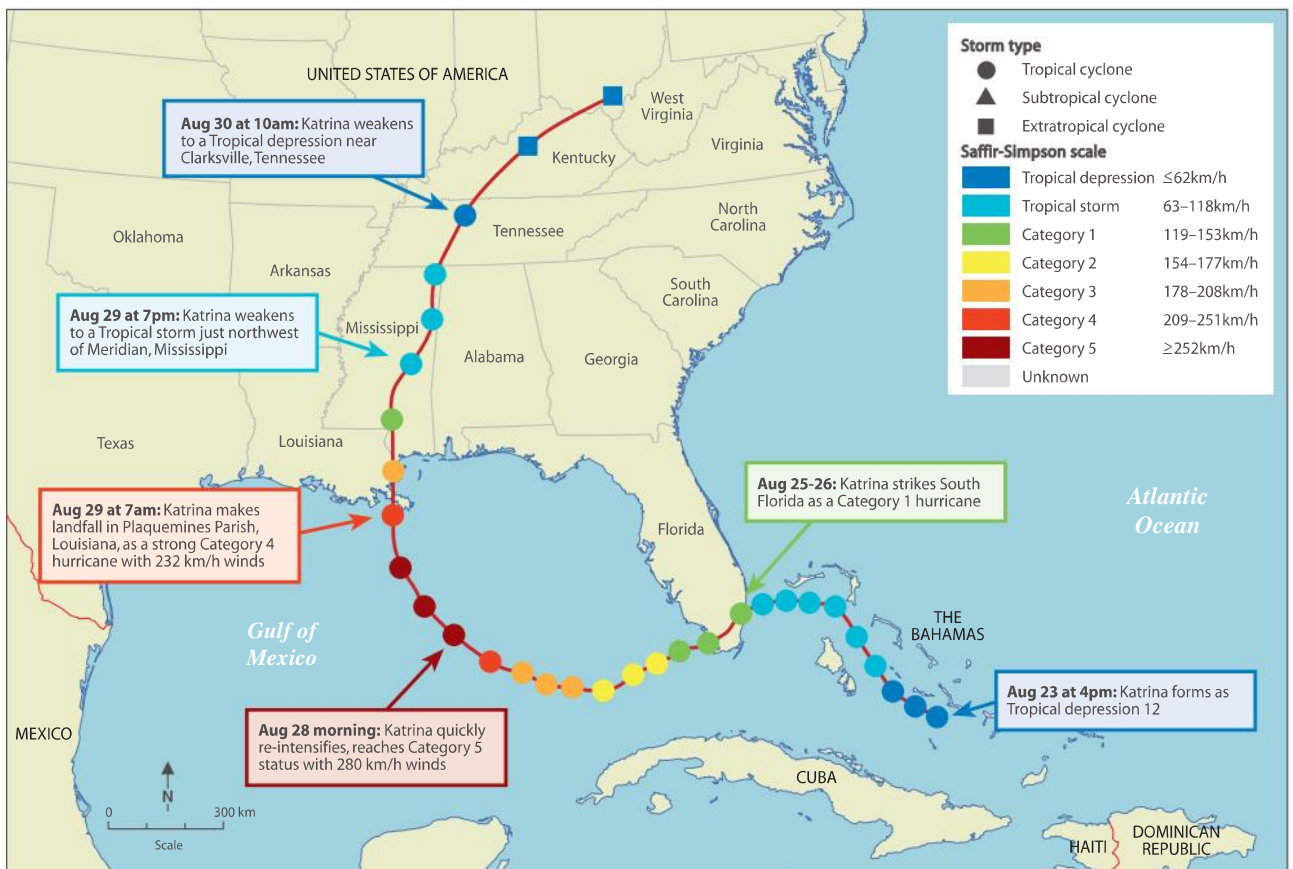 UNITED STATES OF AMERICA
Aug 30 at 10am: Katrina weakens
to a Tropical depression near
Clarksville, Tennessee
West
Virginia
Virginia
Kentucky
North
Carolina
Tennessee
Oklahoma
Arkansas
South
Carolina
Aug 29 at 7pm: Katrina weakens
to a Tropical storm just northwest
of Meridian, Mississippi
Mississippi
Alabama
Georgia
Texas
Louisiana
Storm type
Tropical cyclone
Subtropical cyclone
Extratropical cyclone
Saffir-Simpson scale
Tropical depression ≤62km/h
Tropical storm 63–118km/h
Category 1 119–153km/h
Category 2 154–177km/h
Category 3 178–208km/h
Category 4 209–251km/h
Category 5 ≥252km/h
Unknown
Aug 25-26: Katrina strikes South
Florida as a Category 1 hurricane
Atlantic
Ocean
Aug 29 at 7am: Katrina makes
landfall in Plaquemines Parish,
Louisiana, as a strong Category 4
hurricane with 232 km/h winds
Florida
Gulf of
Mexico
THE
BAHAMAS
Aug 23 at 4pm: Katrina forms as
Tropical depression 12
Aug 28 morning: Katrina quickly
re-intensifies, reaches Category 5
status with 280 km/h winds
MEXICO
N
0 300 km
Scale
CUBA
HAITI
DOMINICAN
REPUBLIC